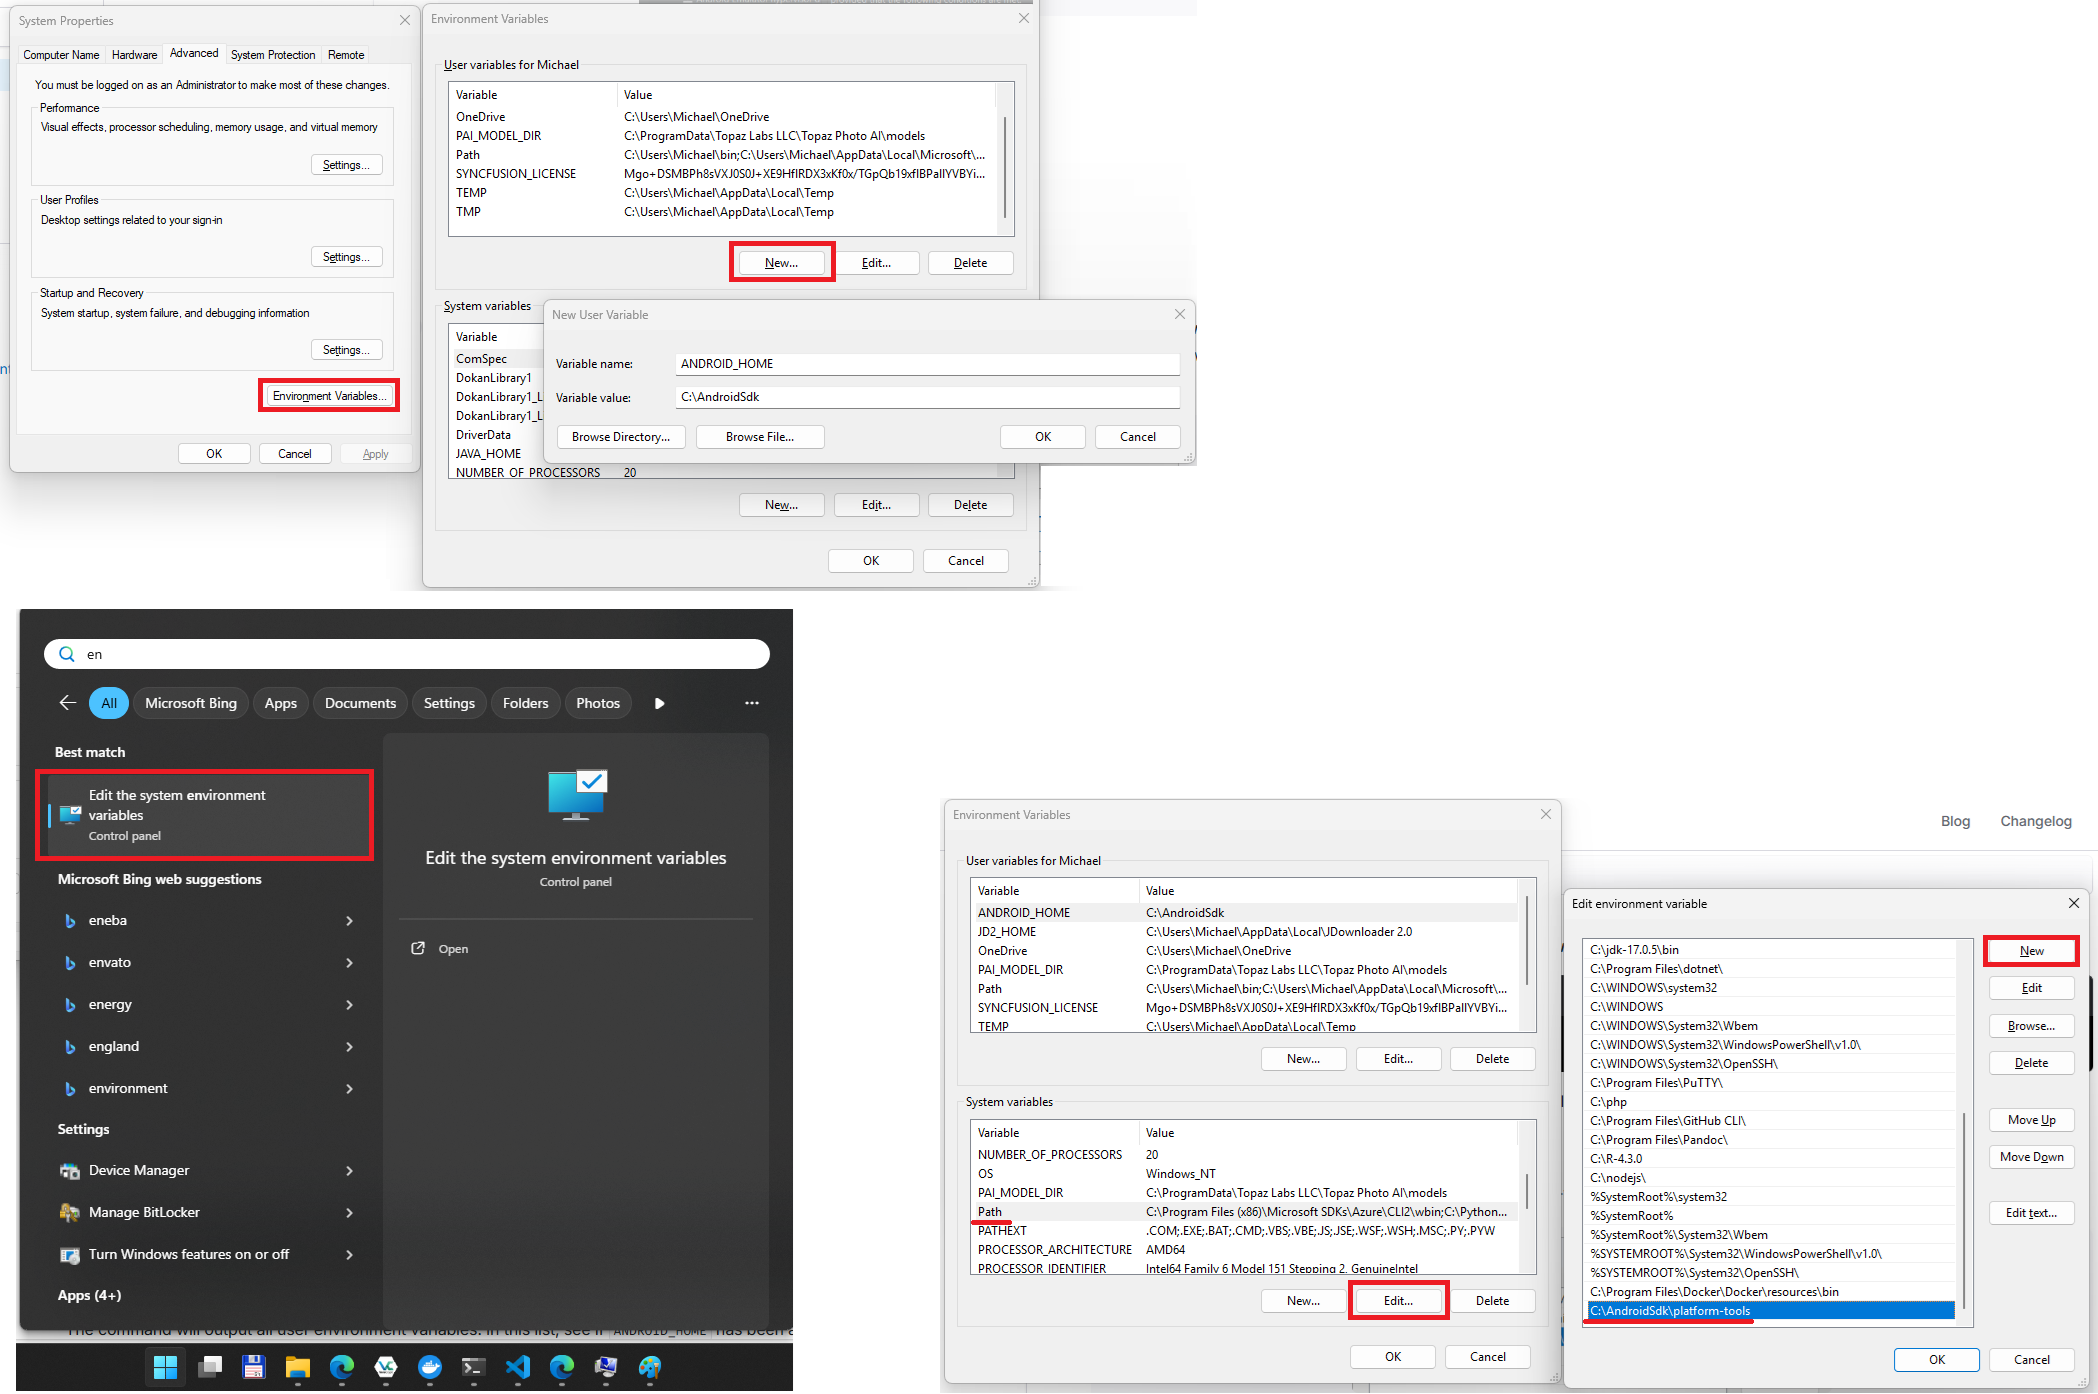 System Properties
Computer Name Hardware Advanced System Protection Remote
You must be logged on as an Administrator to make most of these changes.
Performance
Visual effects, processor scheduling, memory usage, and virtual memory
Settings...
User Profiles
Desktop settings related to your sign-in
Settings...
Startup and Recovery
System startup, system failure, and debugging information
Settings...
Environment Variables...
OK Cancel Apply
Environment Variables
User variables for Michael
Variable Value
OneDrive C:\Users\Michael\OneDrive
PAI_MODEL_DIR C:\ProgramData\Topaz Labs LLC\Topaz Photo AI\models
Path C:\Users\Michael\bin;C:\Users\Michael\AppData\Local\Microsoft\...
SYNCFUSION_LICENSE Mgo+DSMBPh8sVXJ0S0J+XE9HflRDX3xKf0x/TGpQb19xfIBPallYVBYi...
TEMP C:\Users\Michael\AppData\Local\Temp
TMP C:\Users\Michael\AppData\Local\Temp
New... Edit... Delete
System variables
Variable
ComSpec
DokanLibrary1
DokanLibrary1_L
DokanLibrary1_L
DriverData
JAVA_HOME
NUMBER_OF_PROCESSORS 20
New... Edit... Delete
OK Cancel
New User Variable
Variable name: ANDROID_HOME
Variable value: C:\AndroidSdk
Browse Directory... Browse File... OK Cancel
en
All Microsoft Bing Apps Documents Settings Folders Photos
Best match
Edit the system environment
variables
Control panel
Microsoft Bing web suggestions
eneba
envato
energy
england
environment
Settings
Device Manager
Manage BitLocker
Turn Windows features on or off
Apps (4+)
Edit the system environment variables
Control panel
Open
The command will output all user environment variables. In this list, see if ANDROID_HOME has been a
Environment Variables
User variables for Michael
Variable Value
ANDROID_HOME C:\AndroidSdk
JD2_HOME C:\Users\Michael\AppData\Local\JDownloader 2.0
OneDrive C:\Users\Michael\OneDrive
PAI_MODEL_DIR C:\ProgramData\Topaz Labs LLC\Topaz Photo AI\models
Path C:\Users\Michael\bin;C:\Users\Michael\AppData\Local\Microsoft\...
SYNCFUSION_LICENSE Mgo+DSMBPh8sVXJ0S0J+XE9HflRDX3xKf0x/TGpQb19xfIBPallYVBYi...
TEMP C:\Users\Michael\AppData\Local\Temp
New... Edit... Delete
System variables
Variable Value
NUMBER_OF_PROCESSORS 20
OS Windows_NT
PAI_MODEL_DIR C:\ProgramData\Topaz Labs LLC\Topaz Photo AI\models
Path C:\Program Files (x86)\Microsoft SDKs\Azure\CLI2\wbin;C:\Python...
PATHEXT .COM;.EXE;.BAT;.CMD;.VBS;.VBE;.JS;.JSE;.WSF;.WSH;.MSC;.PY;.PYW
PROCESSOR_ARCHITECTURE AMD64
PROCESSOR_IDENTIFIER Intel64 Family 6 Model 151 Stepping 2, GenuineIntel
New... Edit... Delete
OK Cancel
Blog Changelog
Edit environment variable
C:\jdk-17.0.5\bin
C:\Program Files\dotnet\
C:\WINDOWS\system32
C:\WINDOWS
C:\WINDOWS\System32\Wbem
C:\WINDOWS\System32\WindowsPowerShell\v1.0\
C:\WINDOWS\System32\OpenSSH\
C:\Program Files\PuTTY\
C:\php
C:\Program Files\GitHub CLI\
C:\Program Files\Pandoc\
C:\R-4.3.0
C:\nodejs\
%SystemRoot%\system32
%SystemRoot%
%SystemRoot%\System32\Wbem
%SYSTEMROOT%\System32\WindowsPowerShell\v1.0\
%SYSTEMROOT%\System32\OpenSSH\
C:\Program Files\Docker\Docker\resources\bin
C:\AndroidSdk\platform-tools
New
Edit
Browse...
Delete
Move Up
Move Down
Edit text...
OK Cancel